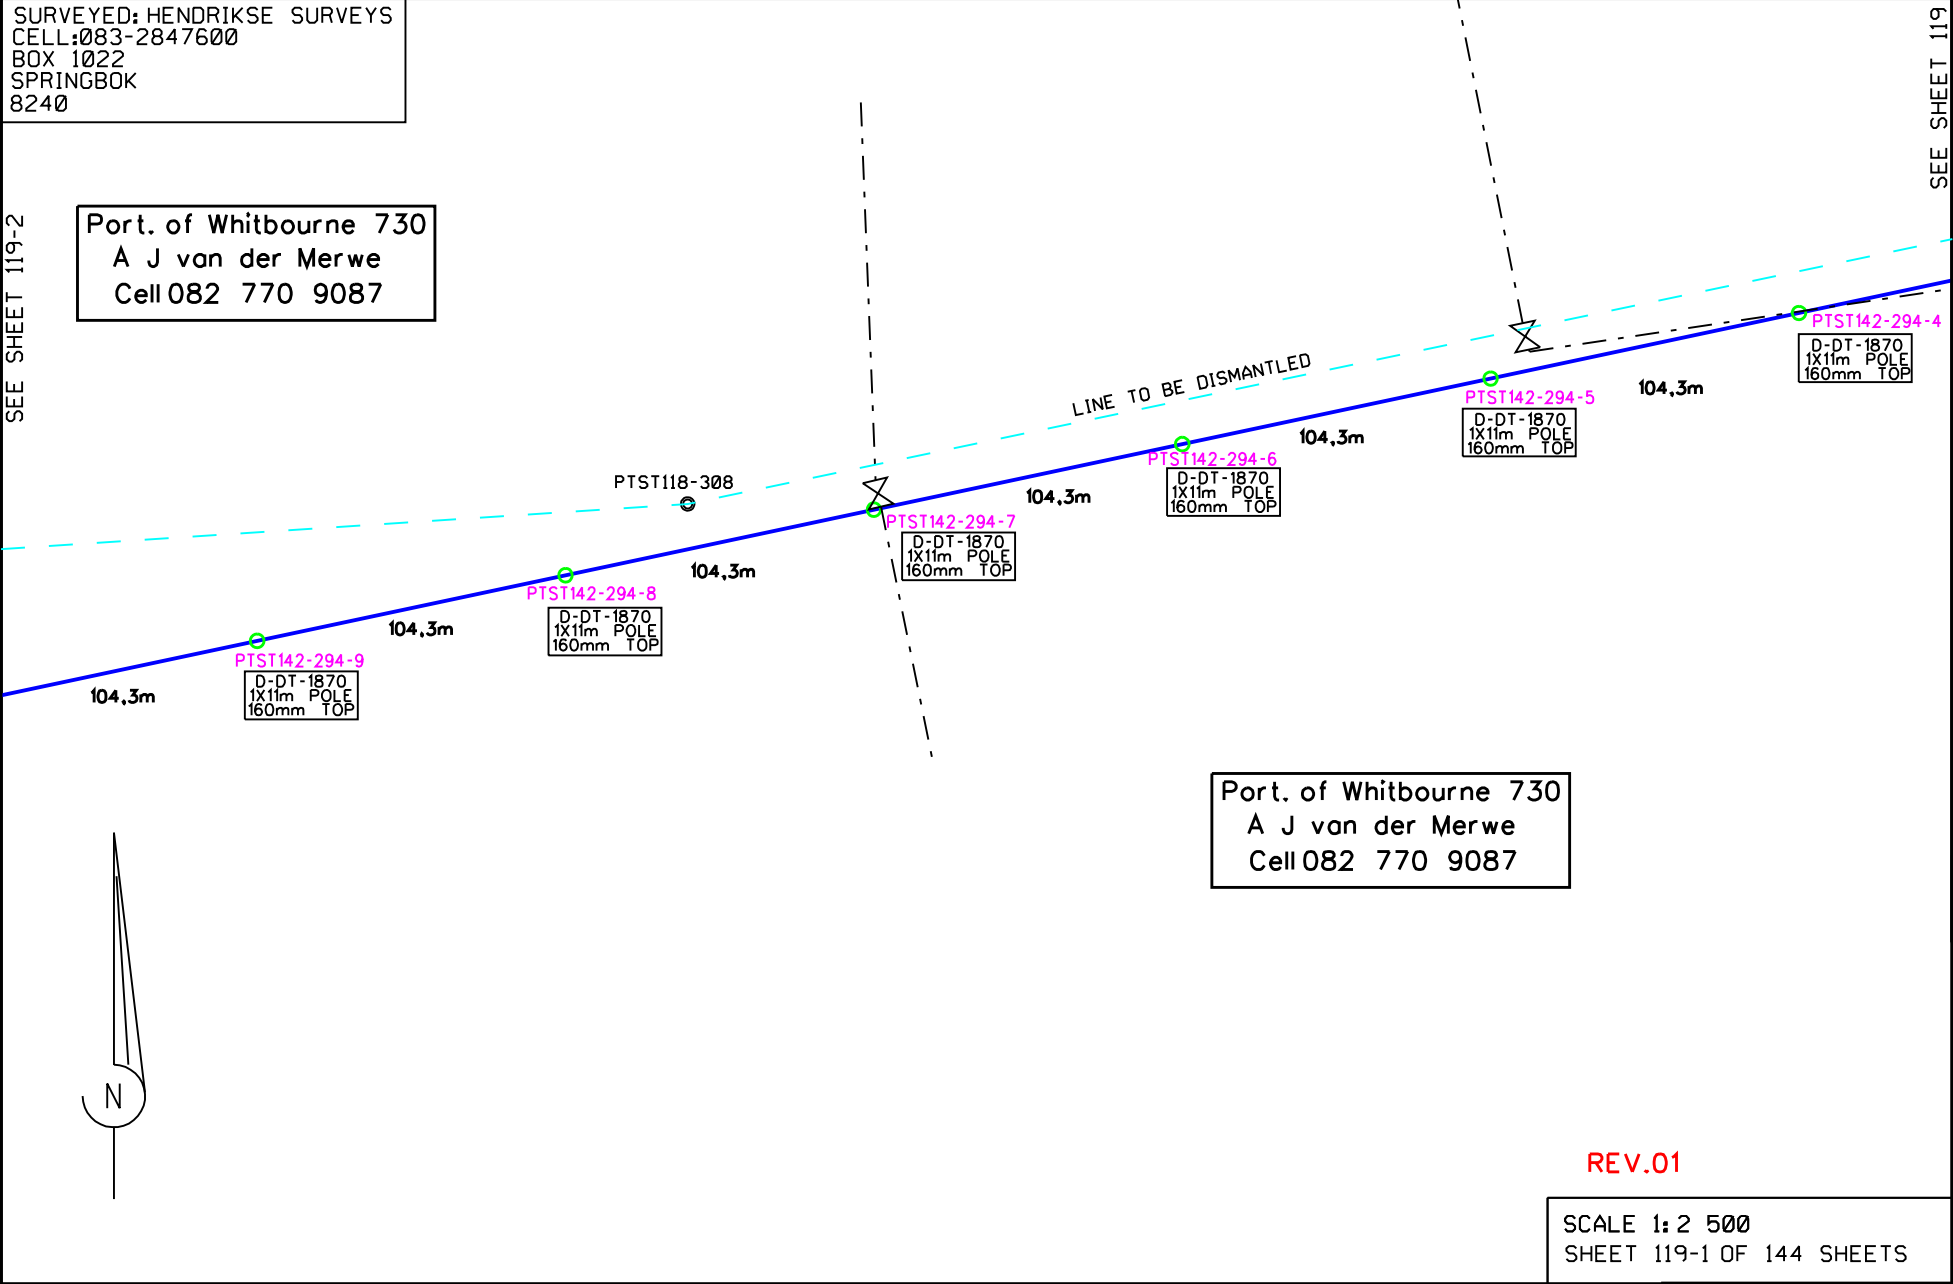 SURVEYED: HENDRIKSE SURVEYS
CELL:083-2847600
BOX 1022
SPRINGBOK
8240
SEE SHEET 119
SEE SHEET 119-2
Port. of Whitbourne 730
A J van der Merwe
Cell 082 770 9087
LINE TO BE DISMANTLED
PTST118-308
PTST142-294-4
D-DT-1870
1X11m POLE
160mm TOP
104,3m
PTST142-294-5
D-DT-1870
1X11m POLE
160mm TOP
104,3m
PTST142-294-6
D-DT-1870
1X11m POLE
160mm TOP
104,3m
PTST142-294-7
D-DT-1870
1X11m POLE
160mm TOP
104,3m
PTST142-294-8
D-DT-1870
1X11m POLE
160mm TOP
104,3m
PTST142-294-9
D-DT-1870
1X11m POLE
160mm TOP
104,3m
Port. of Whitbourne 730
A J van der Merwe
Cell 082 770 9087
N
REV.01
SCALE 1:2 500
SHEET 119-1 OF 144 SHEETS